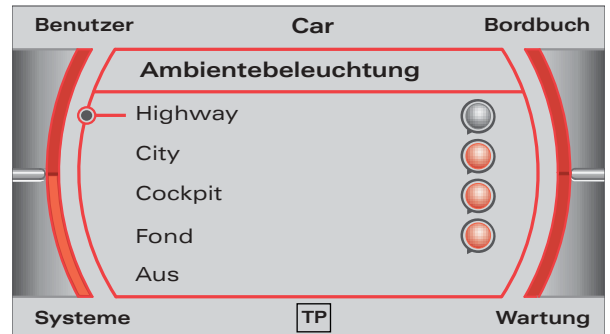 Benutzer Car Bordbuch
Ambientebeleuchtung
Highway
City
Cockpit
Fond
Aus
Systeme TP Wartung